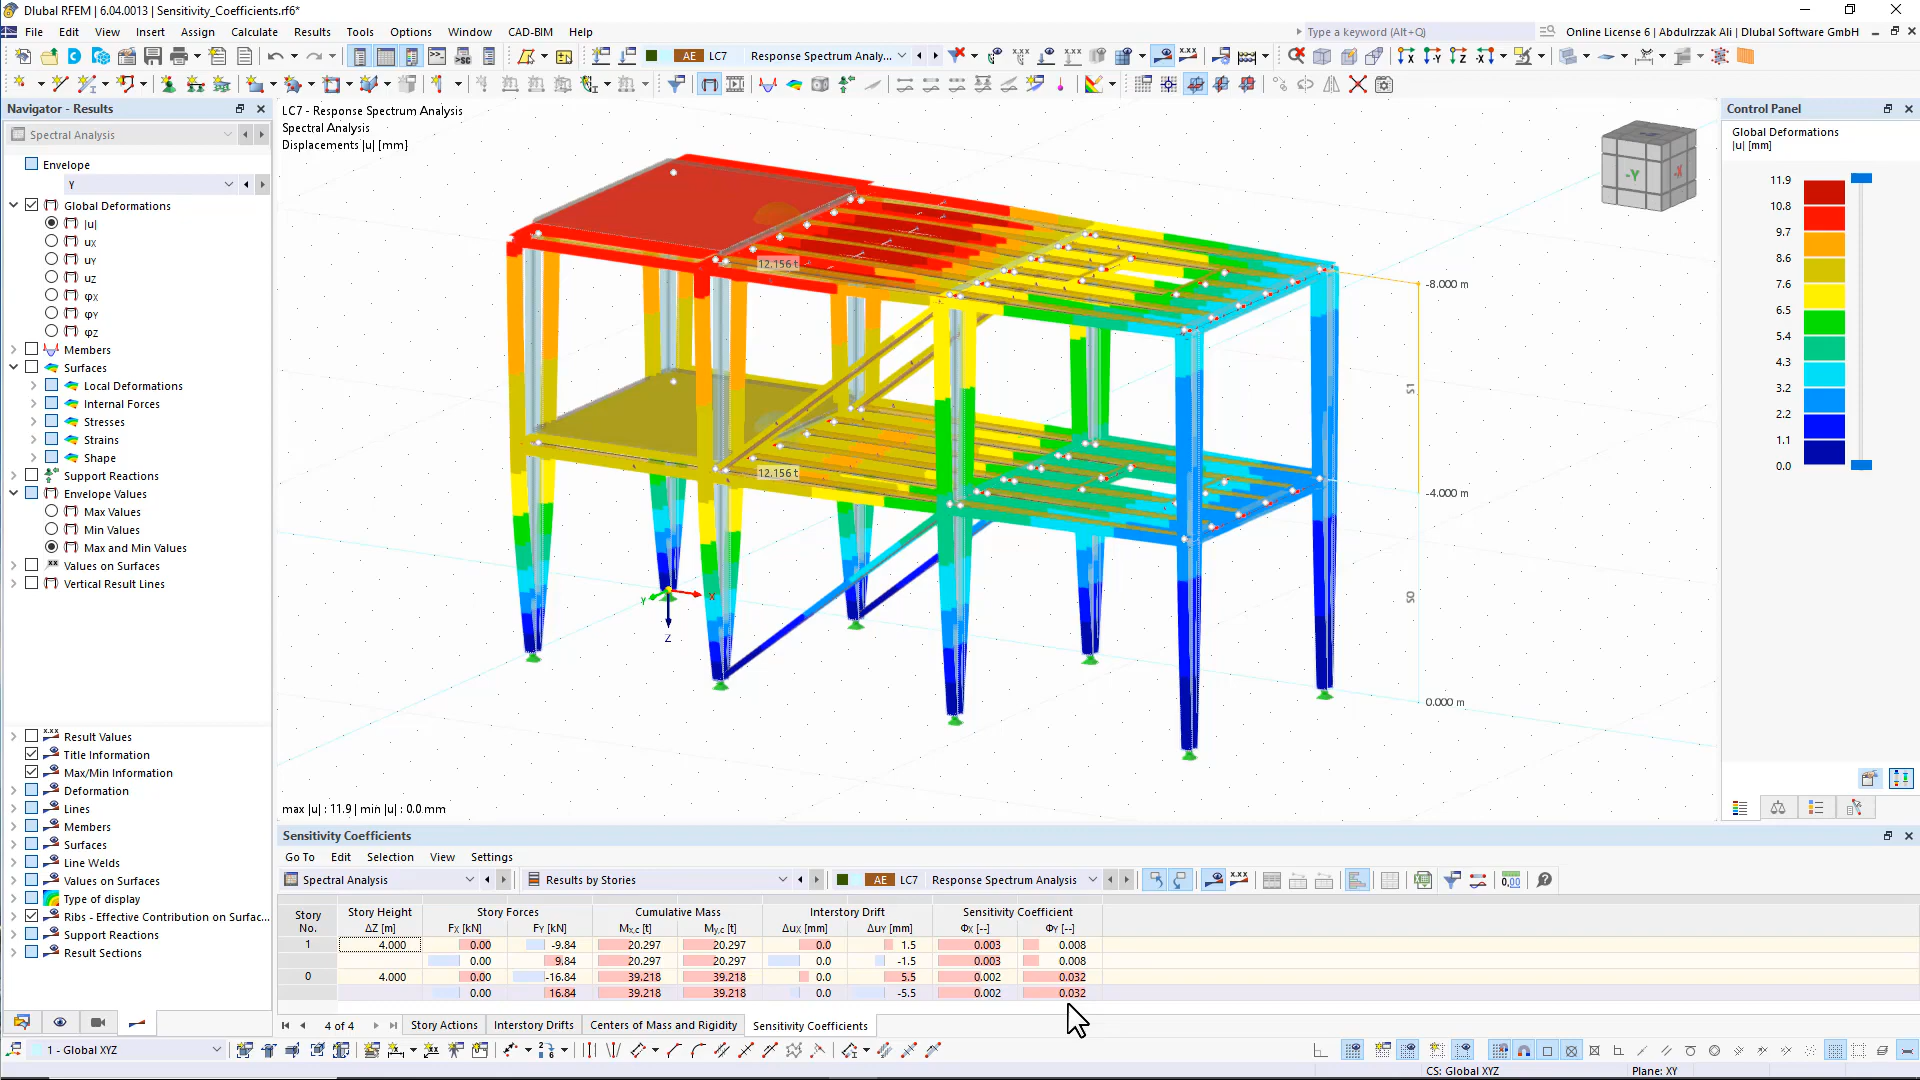 Dlubal RFEM | 6.04.0013 | Sensitivity_Coefficients.rf6*
File Edit View Insert Assign Calculate Results Tools Options Window CAD-BIM Help
Type a keyword (Alt+Q)
Online License 6 | Abdulrzzak Ali | Dlubal Software GmbH
AE LC7 Response Spectrum Analy...
Navigator - Results
Spectral Analysis
Envelope
Y
Global Deformations
|u|
uX
uY
uZ
φX
φY
φZ
Members
Surfaces
Local Deformations
Internal Forces
Stresses
Strains
Shape
Support Reactions
Envelope Values
Max Values
Min Values
Max and Min Values
Values on Surfaces
Vertical Result Lines
Result Values
Title Information
Max/Min Information
Deformation
Lines
Members
Surfaces
Line Welds
Values on Surfaces
Type of display
Ribs - Effective Contribution on Surfac...
Support Reactions
Result Sections
LC7 - Response Spectrum Analysis
Spectral Analysis
Displacements |u| [mm]
12.156 t
12.156 t
-8.000 m
S1
-4.000 m
S0
0.000 m
X
Y
Z
-Y
-X
max |u| : 11.9 | min |u| : 0.0 mm
Control Panel
Global Deformations
|u| [mm]
11.9
10.8
9.7
8.6
7.6
6.5
5.4
4.3
3.2
2.2
1.1
0.0
Sensitivity Coefficients
Go To Edit Selection View Settings
Spectral Analysis
Results by Stories
AE LC7 Response Spectrum Analysis
Story Story Height Story Forces Cumulative Mass Interstory Drift Sensitivity Coefficient
No. ΔZ [m] FX [kN] FY [kN] Mx,c [t] My,c [t] ΔuX [mm] ΔuY [mm] ΦX [--] ΦY [--]
1 4.000 0.00 -9.84 20.297 20.297 0.0 1.5 0.003 0.008
0.00 9.84 20.297 20.297 0.0 -1.5 0.003 0.008
0 4.000 0.00 -16.84 39.218 39.218 0.0 5.5 0.002 0.032
0.00 16.84 39.218 39.218 0.0 -5.5 0.002 0.032
4 of 4
Story Actions Interstory Drifts Centers of Mass and Rigidity Sensitivity Coefficients
1 - Global XYZ
CS: Global XYZ
Plane: XY